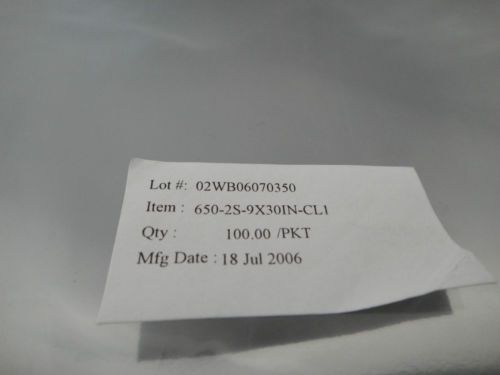 Lot #: 02WB06070350
Item : 650-2S-9X30IN-CL1
Qty : 100.00 /PKT
Mfg Date : 18 Jul 2006